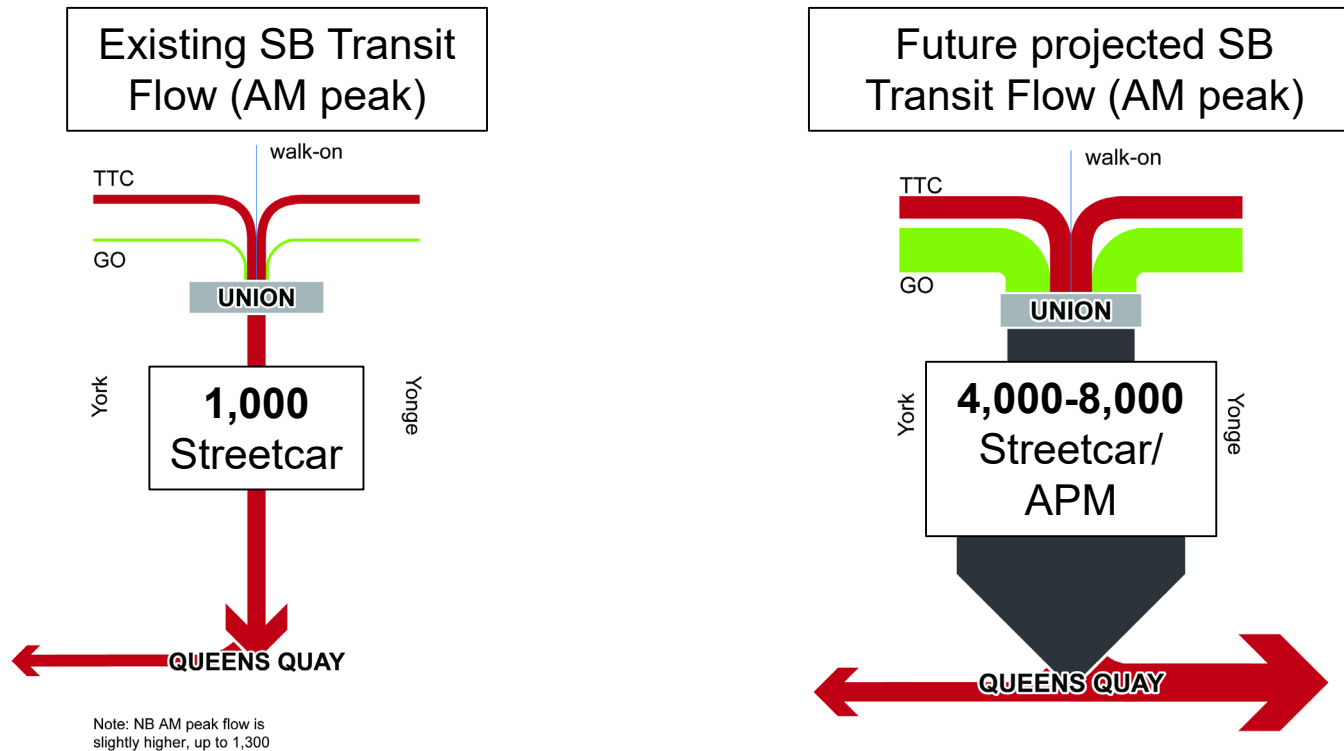 Existing SB Transit
Flow (AM peak)
walk-on
TTC
GO
UNION
York
Yonge
1,000
Streetcar
QUEENS QUAY
Note: NB AM peak flow is
slightly higher, up to 1,300
Future projected SB
Transit Flow (AM peak)
walk-on
TTC
GO
UNION
York
Yonge
4,000-8,000
Streetcar/
APM
QUEENS QUAY